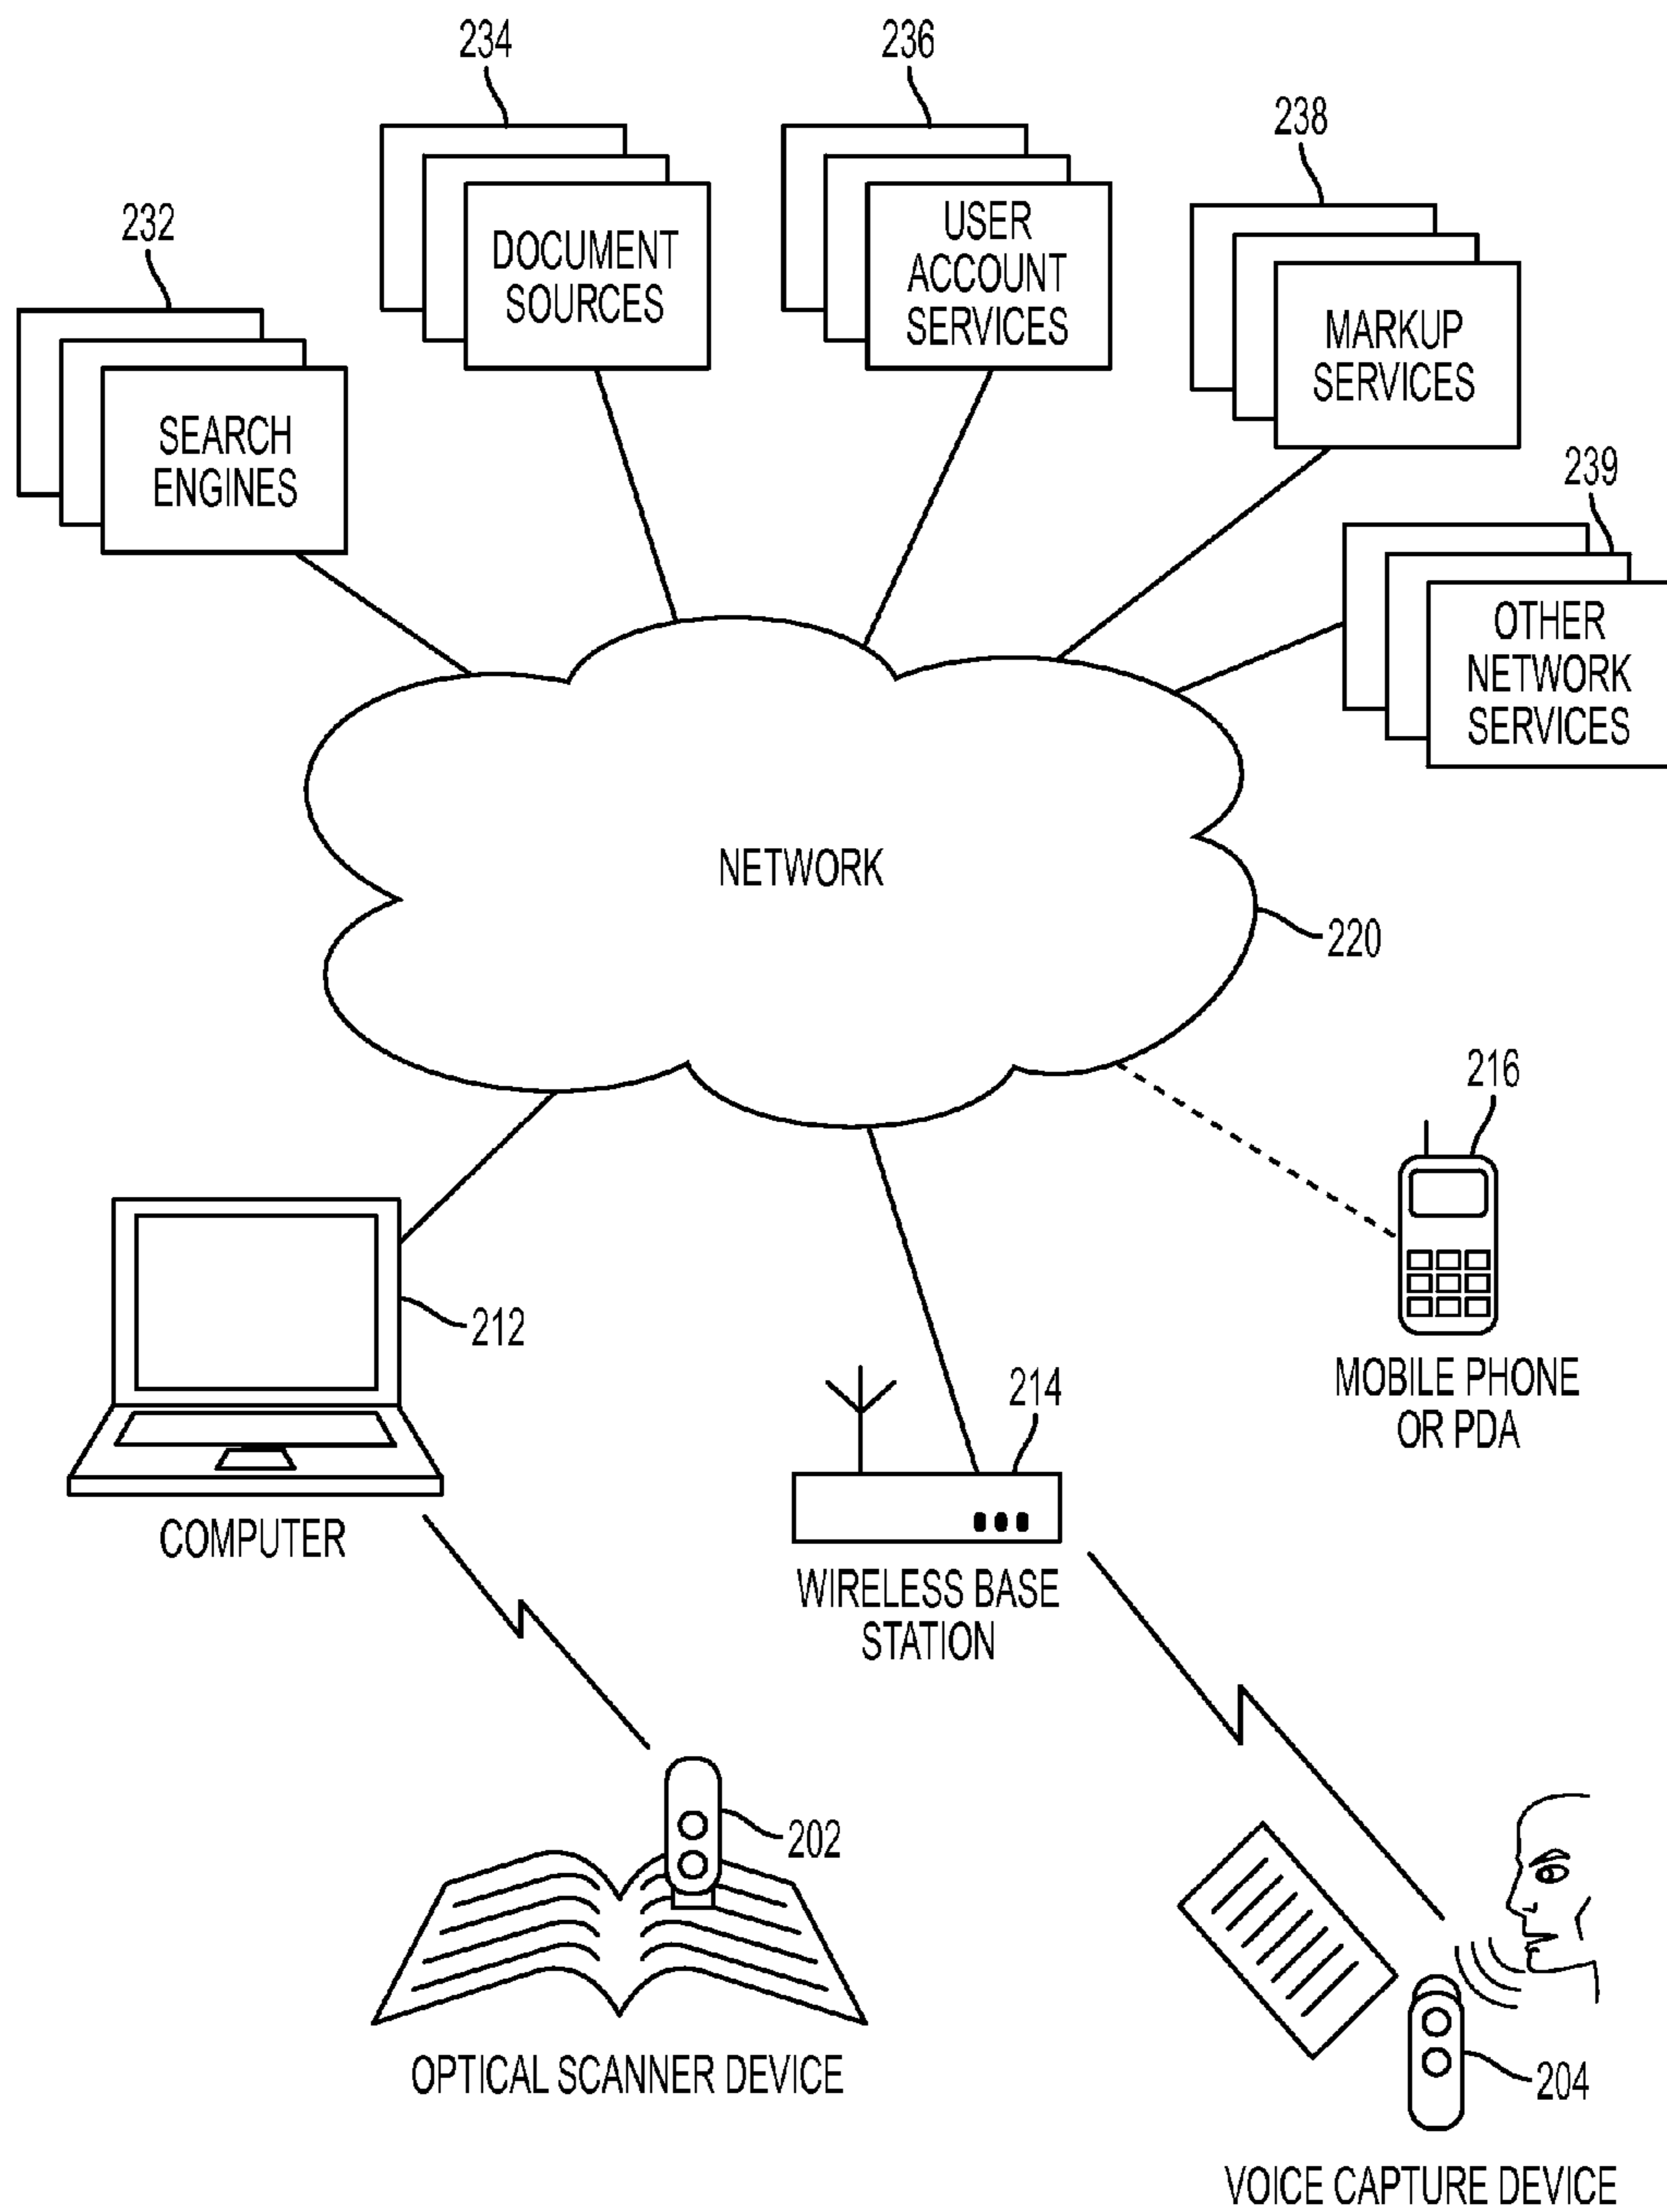 234
236
238
232
DOCUMENT
SOURCES
USER
ACCOUNT
SERVICES
MARKUP
SERVICES
SEARCH
ENGINES
239
OTHER
NETWORK
SERVICES
NETWORK
220
216
212
MOBILE PHONE
OR PDA
214
COMPUTER
WIRELESS BASE
STATION
202
OPTICAL SCANNER DEVICE
204
VOICE CAPTURE DEVICE